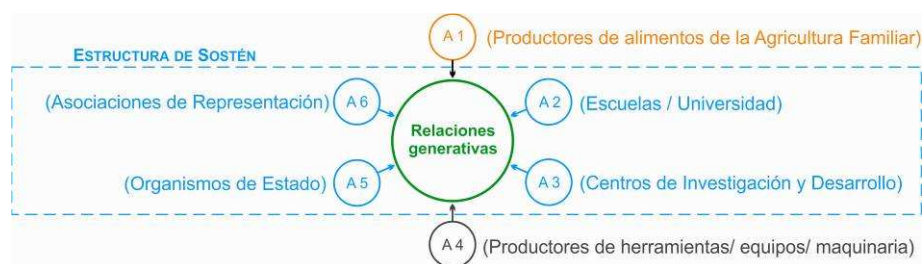 A 1 (Productores de alimentos de la Agricultura Familiar)
ESTRUCTURA DE SOSTÉN
(Asociaciones de Representación) A 6
A 2 (Escuelas / Universidad)
Relaciones
generativas
(Organismos de Estado) A 5
A 3 (Centros de Investigación y Desarrollo)
A 4 (Productores de herramientas/ equipos/ maquinaria)